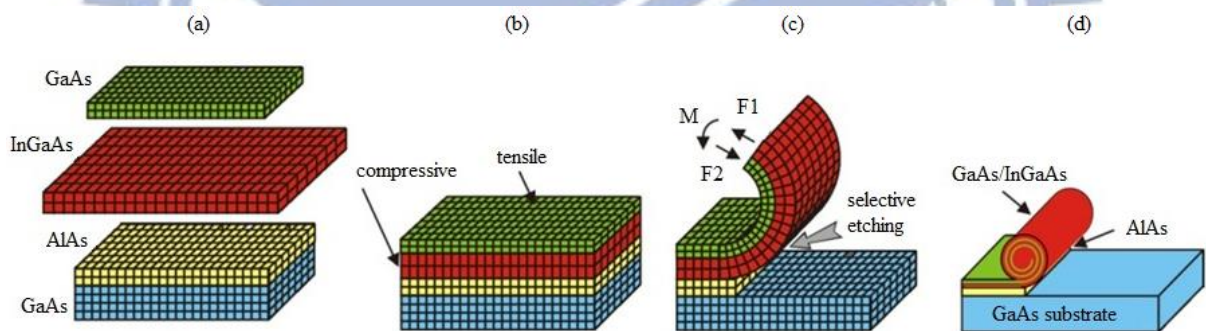 (a)
(b)
(c)
(d)
GaAs
InGaAs
AlAs
GaAs
compressive
tensile
M
F1
F2
selective
etching
GaAs/InGaAs
AlAs
GaAs substrate